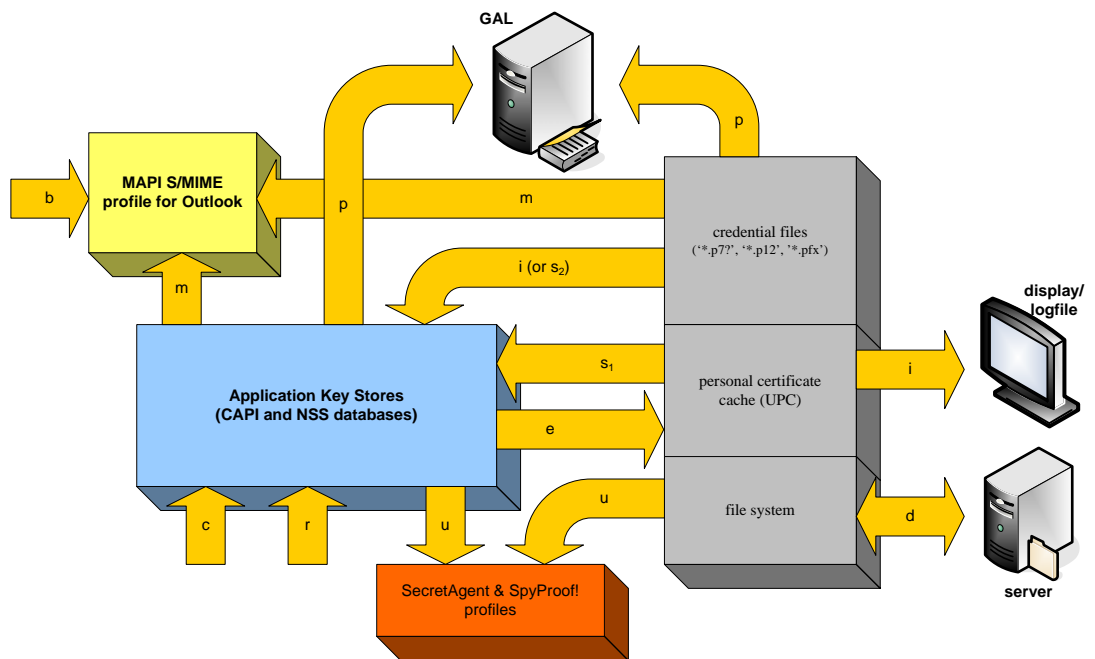 GAL
p
MAPI S/MIME
profile for Outlook
b
m
p
credential files
(‘*.p7?’, ‘*.p12’, ’*.pfx’)
i (or s₂)
m
display/
logfile
Application Key Stores
(CAPI and NSS databases)
s₁
personal certificate
cache (UPC)
i
e
c
r
u
u
file system
d
SecretAgent & SpyProof!
profiles
server